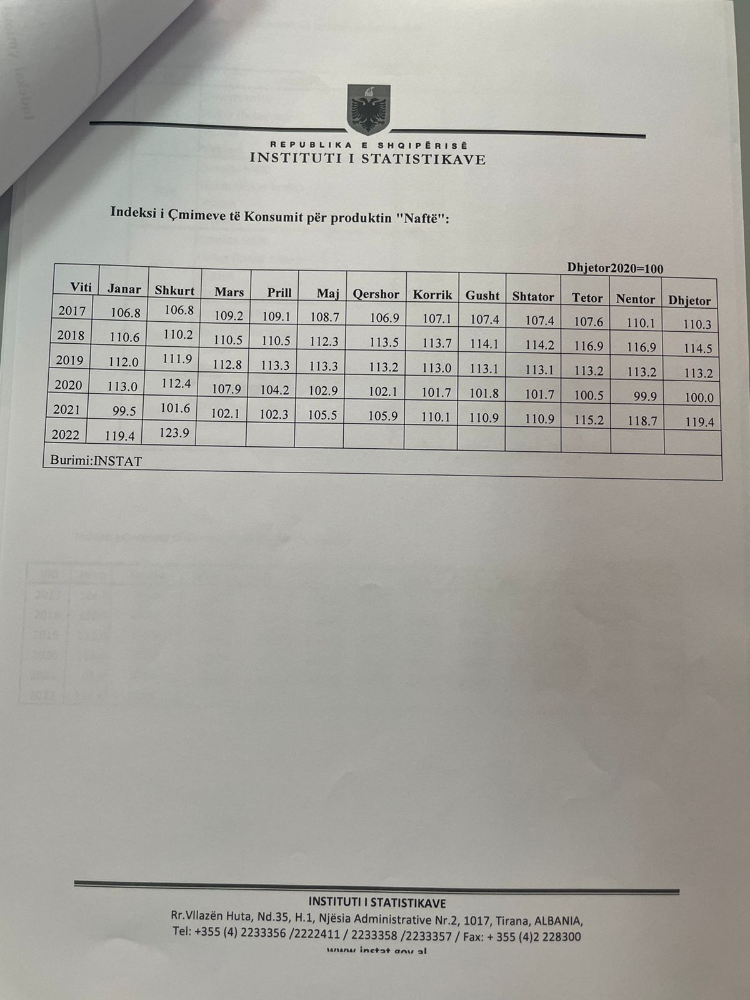 REPUBLIKA E SHQIPËRISË
INSTITUTI I STATISTIKAVE
Indeksi i Çmimeve të Konsumit për produktin "Naftë":
Dhjetor2020=100
Viti Janar Shkurt Mars Prill Maj Qershor Korrik Gusht Shtator Tetor Nentor Dhjetor
2017 106.8 106.8 109.2 109.1 108.7 106.9 107.1 107.4 107.4 107.6 110.1 110.3
2018 110.6 110.2 110.5 110.5 112.3 113.5 113.7 114.1 114.2 116.9 116.9 114.5
2019 112.0 111.9 112.8 113.3 113.3 113.2 113.0 113.1 113.1 113.2 113.2 113.2
2020 113.0 112.4 107.9 104.2 102.9 102.1 101.7 101.8 101.7 100.5 99.9 100.0
2021 99.5 101.6 102.1 102.3 105.5 105.9 110.1 110.9 110.9 115.2 118.7 119.4
2022 119.4 123.9
Burimi:INSTAT
INSTITUTI I STATISTIKAVE
Rr.Vllazën Huta, Nd.35, H.1, Njësia Administrative Nr.2, 1017, Tirana, ALBANIA,
Tel: +355 (4) 2233356 /2222411 / 2233358 /2233357 / Fax: + 355 (4)2 228300
www.instat.gov.al